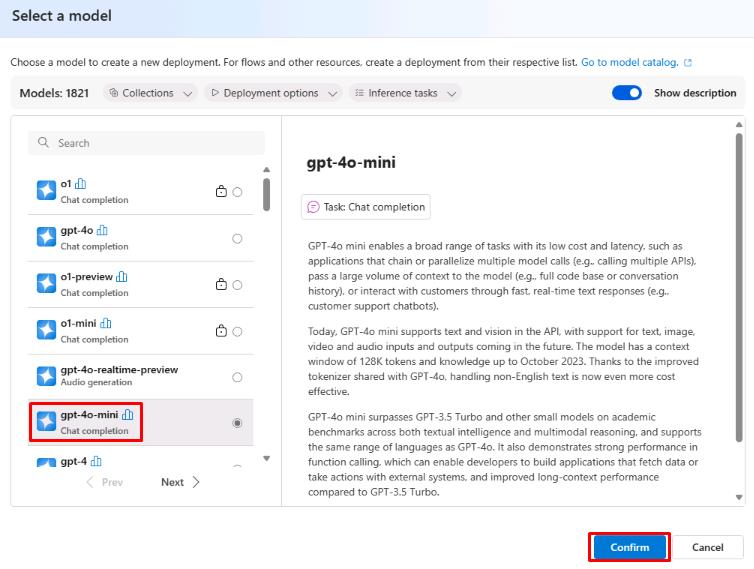 Select a model
Choose a model to create a new deployment. For flows and other resources, create a deployment from their respective list. Go to model catalog.
Models: 1821
Collections
Deployment options
Inference tasks
Show description
Search
o1
Chat completion
gpt-4o
Chat completion
o1-preview
Chat completion
o1-mini
Chat completion
gpt-4o-realtime-preview
Audio generation
gpt-4o-mini
Chat completion
gpt-4
Prev
Next
gpt-4o-mini
Task: Chat completion
GPT-4o mini enables a broad range of tasks with its low cost and latency, such as
applications that chain or parallelize multiple model calls (e.g., calling multiple APIs),
pass a large volume of context to the model (e.g., full code base or conversation
history), or interact with customers through fast, real-time text responses (e.g.,
customer support chatbots).
Today, GPT-4o mini supports text and vision in the API, with support for text, image,
video and audio inputs and outputs coming in the future. The model has a context
window of 128K tokens and knowledge up to October 2023. Thanks to the improved
tokenizer shared with GPT-4o, handling non-English text is now even more cost
effective.
GPT-4o mini surpasses GPT-3.5 Turbo and other small models on academic
benchmarks across both textual intelligence and multimodal reasoning, and supports
the same range of languages as GPT-4o. It also demonstrates strong performance in
function calling, which can enable developers to build applications that fetch data or
take actions with external systems, and improved long-context performance
compared to GPT-3.5 Turbo.
Confirm
Cancel